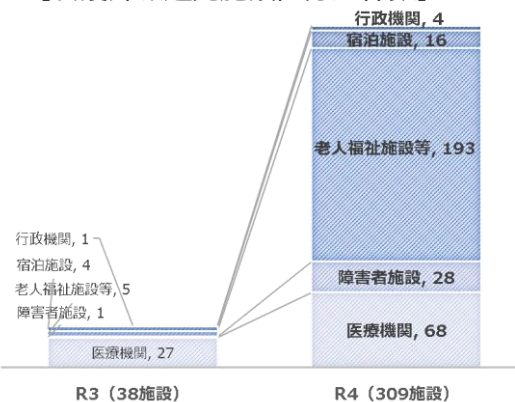 行政機関, 4
宿泊施設, 16
老人福祉施設等, 193
障害者施設, 28
医療機関, 68
行政機関, 1
宿泊施設, 4
老人福祉施設等, 5
障害者施設, 1
医療機関, 27
R3（38施設）
R4（309施設）